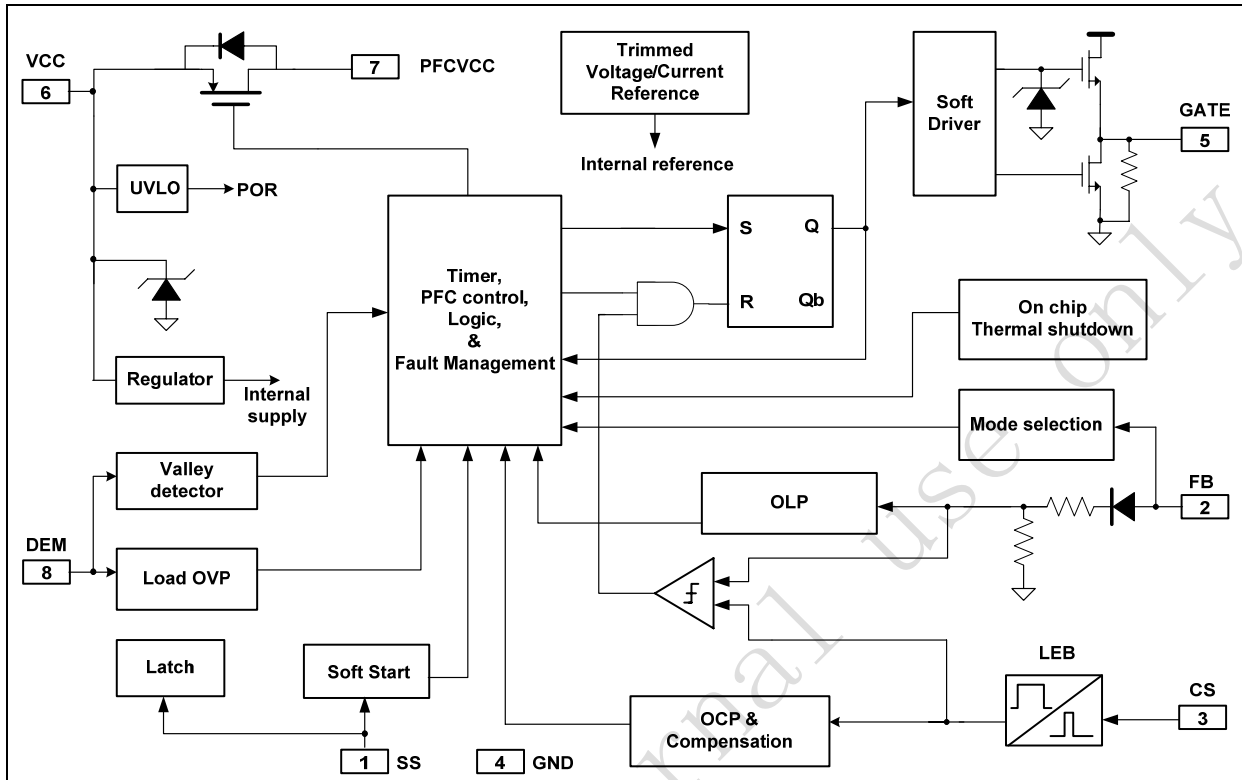 VCC
6
7
PFCVCC
Trimmed
Voltage/Current
Reference
Internal reference
Soft
Driver
GATE
5
UVLO
POR
Timer,
PFC control,
Logic,
&
Fault Management
S
Q
R
Qb
On chip
Thermal shutdown
Regulator
Internal
supply
Mode selection
Valley
detector
OLP
FB
2
DEM
8
Load OVP
Latch
Soft Start
LEB
OCP &
Compensation
CS
3
1
SS
4
GND
use only